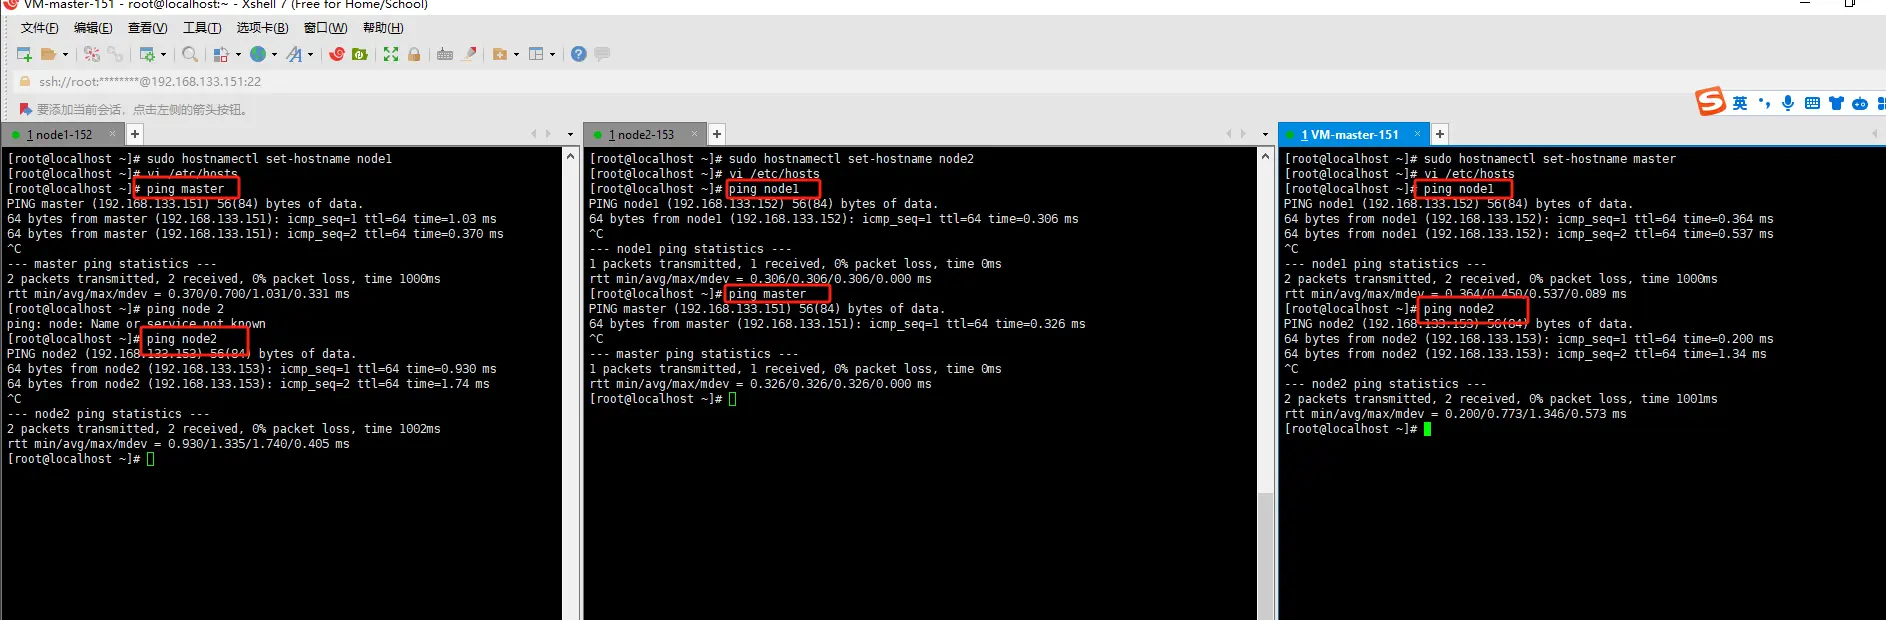 VM-master-151 - root@localhost:~ - Xshell 7 (Free for Home/School)
文件(F) 编辑(E) 查看(V) 工具(T) 选项卡(B) 窗口(W) 帮助(H)
ssh://root:********@192.168.133.151:22
要添加当前会话，点击左侧的箭头按钮。
英
1 node1-152
[root@localhost ~]# sudo hostnamectl set-hostname node1
[root@localhost ~]# vi /etc/hosts
[root@localhost ~]# ping master
PING master (192.168.133.151) 56(84) bytes of data.
64 bytes from master (192.168.133.151): icmp_seq=1 ttl=64 time=1.03 ms
64 bytes from master (192.168.133.151): icmp_seq=2 ttl=64 time=0.370 ms
^C
--- master ping statistics ---
2 packets transmitted, 2 received, 0% packet loss, time 1000ms
rtt min/avg/max/mdev = 0.370/0.700/1.031/0.331 ms
[root@localhost ~]# ping node 2
ping: node: Name or service not known
[root@localhost ~]# ping node2
PING node2 (192.168.133.153) 56(84) bytes of data.
64 bytes from node2 (192.168.133.153): icmp_seq=1 ttl=64 time=0.930 ms
64 bytes from node2 (192.168.133.153): icmp_seq=2 ttl=64 time=1.74 ms
^C
--- node2 ping statistics ---
2 packets transmitted, 2 received, 0% packet loss, time 1002ms
rtt min/avg/max/mdev = 0.930/1.335/1.740/0.405 ms
[root@localhost ~]#
1 node2-153
[root@localhost ~]# sudo hostnamectl set-hostname node2
[root@localhost ~]# vi /etc/hosts
[root@localhost ~]# ping node1
PING node1 (192.168.133.152) 56(84) bytes of data.
64 bytes from node1 (192.168.133.152): icmp_seq=1 ttl=64 time=0.306 ms
^C
--- node1 ping statistics ---
1 packets transmitted, 1 received, 0% packet loss, time 0ms
rtt min/avg/max/mdev = 0.306/0.306/0.306/0.000 ms
[root@localhost ~]# ping master
PING master (192.168.133.151) 56(84) bytes of data.
64 bytes from master (192.168.133.151): icmp_seq=1 ttl=64 time=0.326 ms
^C
--- master ping statistics ---
1 packets transmitted, 1 received, 0% packet loss, time 0ms
rtt min/avg/max/mdev = 0.326/0.326/0.326/0.000 ms
[root@localhost ~]#
1 VM-master-151
[root@localhost ~]# sudo hostnamectl set-hostname master
[root@localhost ~]# vi /etc/hosts
[root@localhost ~]# ping node1
PING node1 (192.168.133.152) 56(84) bytes of data.
64 bytes from node1 (192.168.133.152): icmp_seq=1 ttl=64 time=0.364 ms
64 bytes from node1 (192.168.133.152): icmp_seq=2 ttl=64 time=0.537 ms
^C
--- node1 ping statistics ---
2 packets transmitted, 2 received, 0% packet loss, time 1000ms
rtt min/avg/max/mdev = 0.364/0.450/0.537/0.089 ms
[root@localhost ~]# ping node2
PING node2 (192.168.133.153) 56(84) bytes of data.
64 bytes from node2 (192.168.133.153): icmp_seq=1 ttl=64 time=0.200 ms
64 bytes from node2 (192.168.133.153): icmp_seq=2 ttl=64 time=1.34 ms
^C
--- node2 ping statistics ---
2 packets transmitted, 2 received, 0% packet loss, time 1001ms
rtt min/avg/max/mdev = 0.200/0.773/1.346/0.573 ms
[root@localhost ~]#